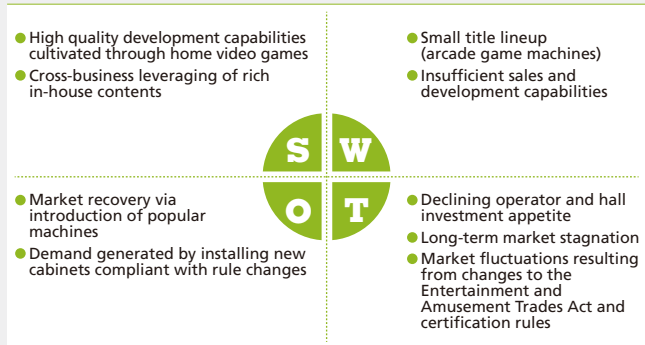 High quality development capabilities
cultivated through home video games
Cross-business leveraging of rich
in-house contents
Small title lineup
(arcade game machines)
Insufficient sales and
development capabilities
S W
O T
Market recovery via
introduction of popular
machines
Demand generated by installing new
cabinets compliant with rule changes
Declining operator and hall
investment appetite
Long-term market stagnation
Market fluctuations resulting
from changes to the
Entertainment and
Amusement Trades Act and
certification rules